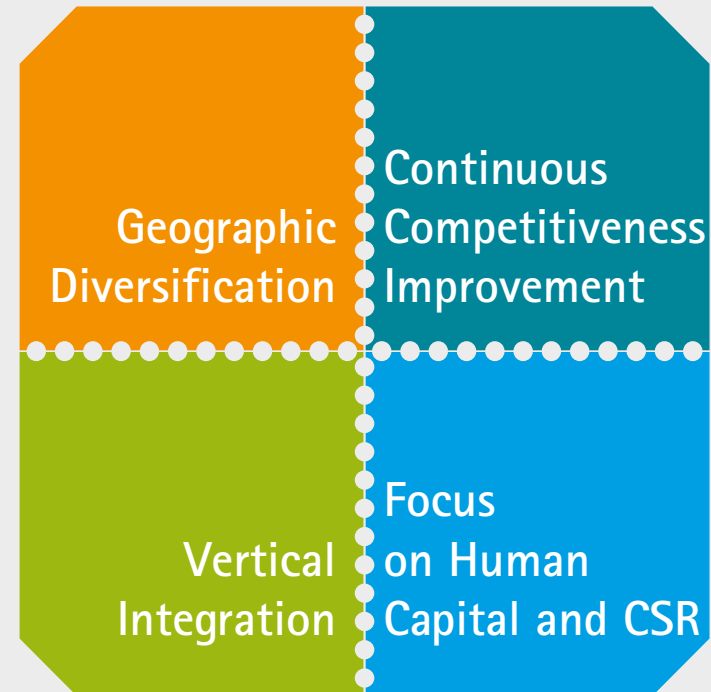 Geographic
Diversification
Continuous
Competitiveness
Improvement
Vertical
Integration
Focus
on Human
Capital and CSR